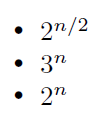 • $2^{n/2}$
• $3^n$
• $2^n$